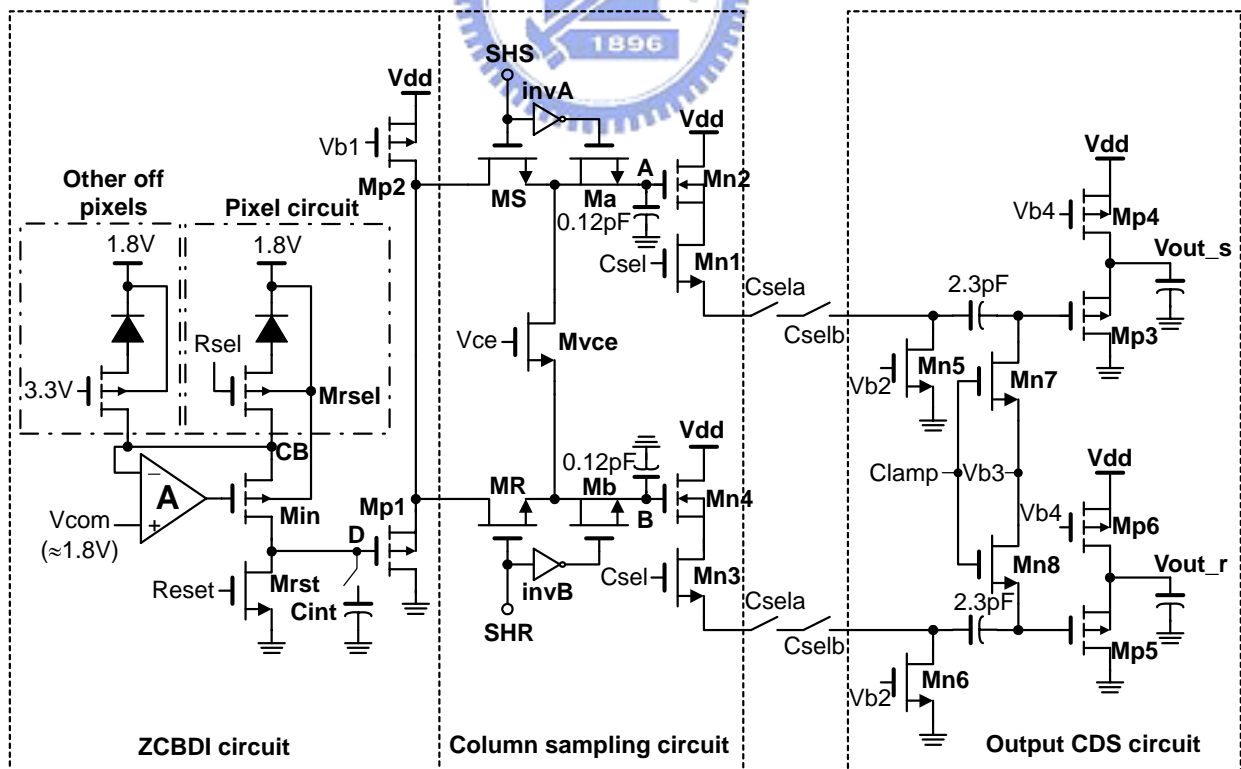 1896
SHS
invA
Vdd
Vb1
Mp2
MS
Ma
A
Vdd
Mn2
0.12pF
Csel
Mn1
Other off
pixels
Pixel circuit
1.8V
1.8V
Rsel
3.3V
Mrsel
CB
A
Min
Vcom
(≈1.8V)
D
Mp1
Reset
Mrst
Cint
Vce
Mvce
MR
Mb
0.12pF
B
Vdd
Mn4
invB
SHR
Csel
Mn3
Csela
Cselb
Csela
Cselb
Vdd
Vb4
Mp4
Vout_s
2.3pF
Mp3
Vb2
Mn5
Mn7
Clamp
Vb3
Vdd
Vb4
Mp6
Vout_r
Mn8
2.3pF
Mp5
Vb2
Mn6
ZCBDI circuit
Column sampling circuit
Output CDS circuit